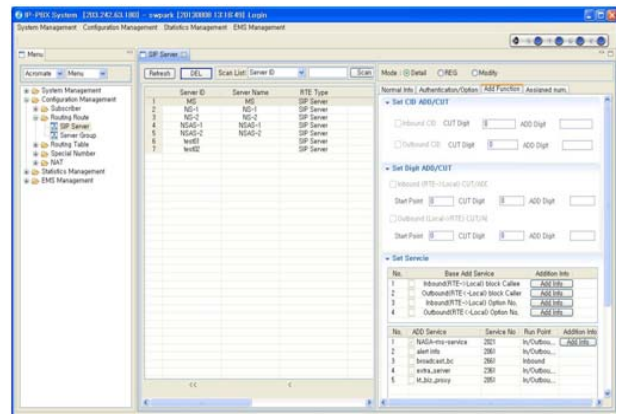 IP-PBX System [203.242.63.180] - swpark [20130808 13:18:49] Login
System Management Configuration Management Statistics Management EMS Management
Menu
SIP Server
Acromate Menu
Refresh DEL Scan List: Server ID Scan
Mode : Detail REG Modify
System Management
Configuration Management
Subscriber
Routing Route
SIP Server
Server Group
Routing Table
Special Number
NAT
Statistics Management
EMS Management
Server ID Server Name RTE Type
1 MS MS SIP Server
2 NS-1 NS-1 SIP Server
3 NS-2 NS-2 SIP Server
4 NSAS-1 NSAS-1 SIP Server
5 NSAS-2 NSAS-2 SIP Server
6 test01 SIP Server
7 test02 SIP Server
<< <
Normal Info Authentication/Option Add Function Assigned num.
Set CID ADD/CUT
Inbound CID CUT Digit 0 ADD Digit
Outbound CID CUT Digit 0 ADD Digit
Set Digit ADD/CUT
Inbound (RTE->Local) CUT/ADD
Start Point 0 CUT Digit 0 ADD Digit
Outbound (Local->RTE) CUT/AD
Start Point 0 CUT Digit 0 ADD Digit
Set Servcie
No. Base Add Service Addition Info
1 Inbound(RTE->Local) block Callee Add Info
2 Outbound(RTE<-Local) block Caller Add Info
3 Inbound(RTE->Local) Option No. Add Info
4 Outbound(RTE<-Local) Option No. Add Info
No. ADD Service Service No Run Point Addition Info
1 NAGA-ms-service 2021 In/Outbou... Add Info
2 alert info 2061 In/Outbou...
3 broadcast_bc 2661 Inbound
4 extra_server 2361 In/Outbou...
5 kt_biz_proxy 2051 In/Outbou...